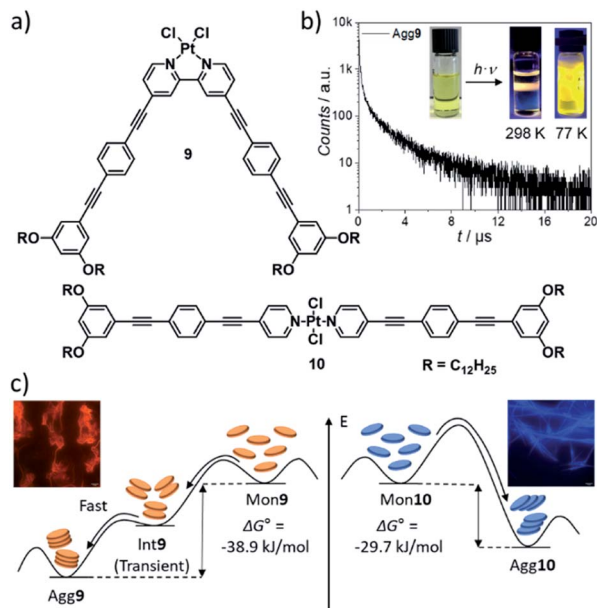 a)
Cl Cl
Pt
N N
9
RO OR
OR RO
b)
10k
1k
100
10
1
Counts / a.u.
Agg9
h·ν
298 K 77 K
0 4 8 12 16 20
t / µs
RO OR
Cl
N Pt N
Cl
RO OR
10
R = C12H25
c)
E
Fast
Mon9
Mon10
Int9
(Transient)
ΔG° =
-38.9 kJ/mol
ΔG° =
-29.7 kJ/mol
Agg9
Agg10